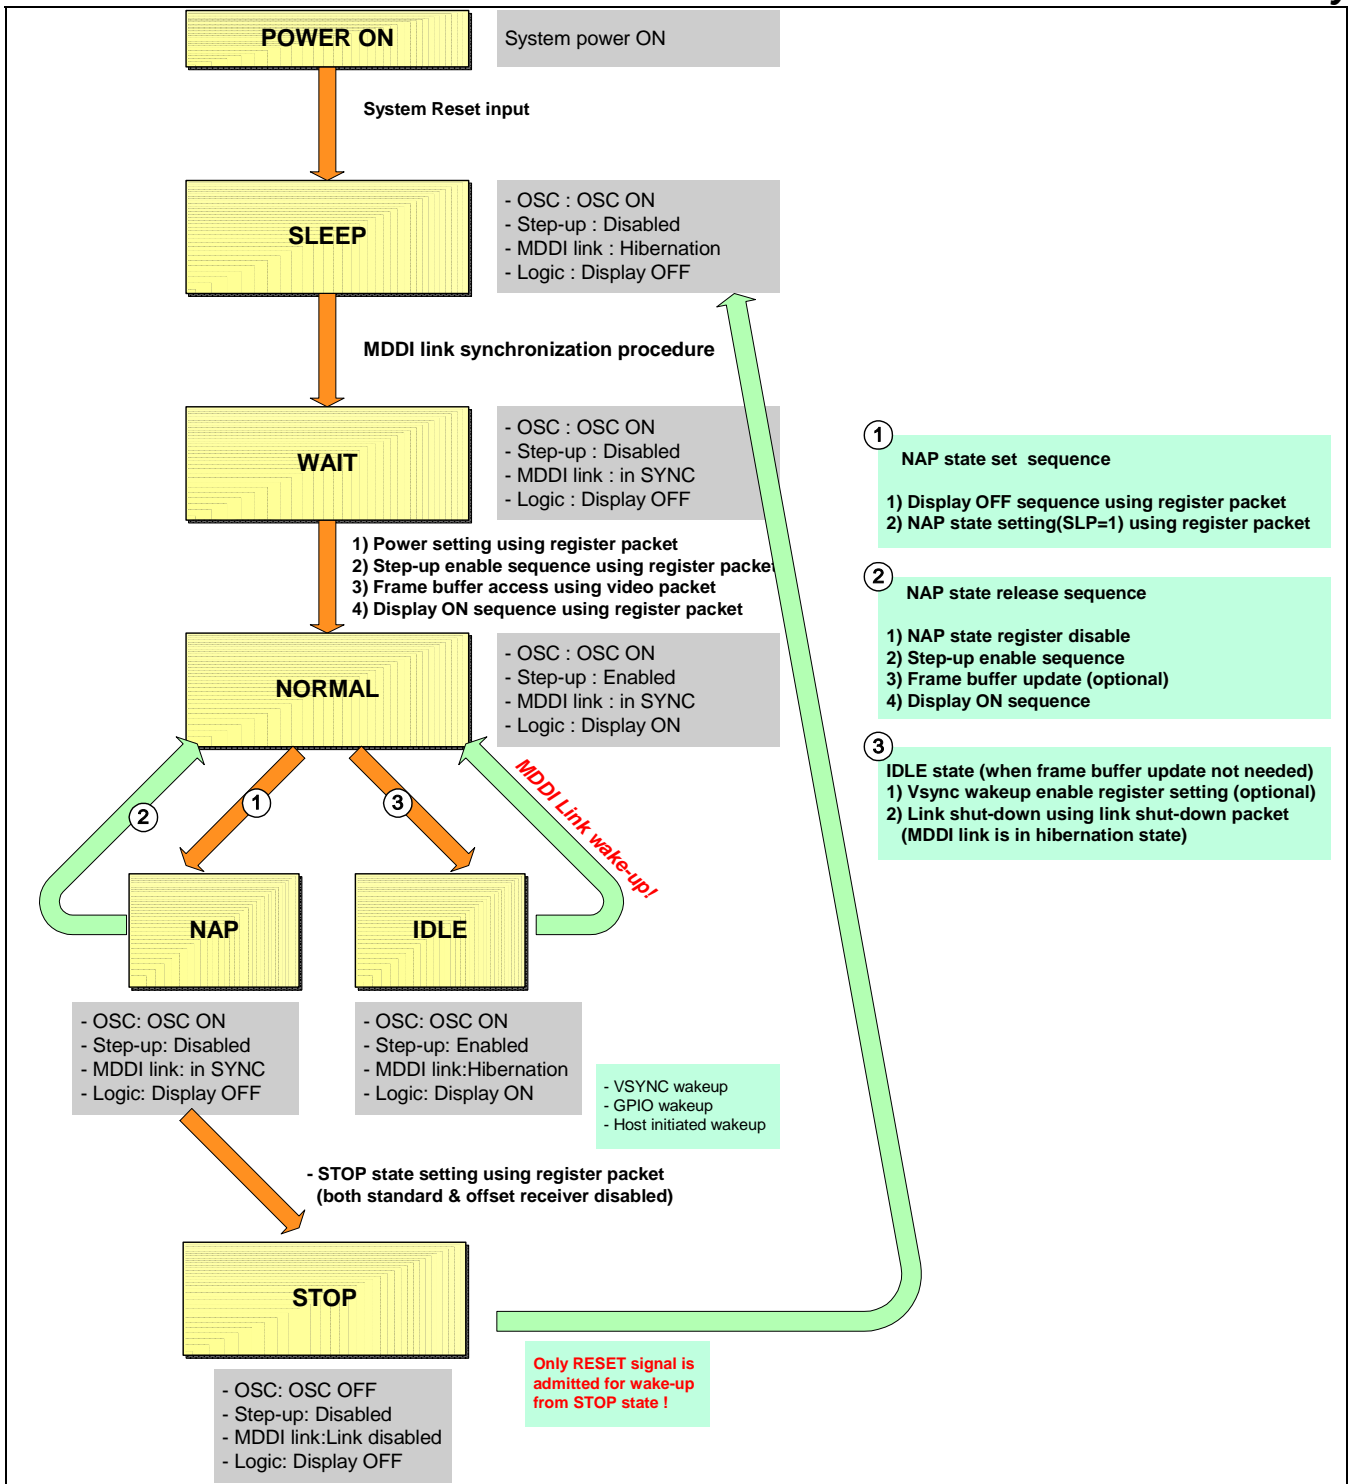 POWER ON
System power ON
System Reset input
SLEEP
- OSC : OSC ON
- Step-up : Disabled
- MDDI link : Hibernation
- Logic : Display OFF
MDDI link synchronization procedure
WAIT
- OSC : OSC ON
- Step-up : Disabled
- MDDI link : in SYNC
- Logic : Display OFF
1) Power setting using register packet
2) Step-up enable sequence using register packet
3) Frame buffer access using video packet
4) Display ON sequence using register packet
NORMAL
- OSC : OSC ON
- Step-up : Enabled
- MDDI link : in SYNC
- Logic : Display ON
2
1
3
MDDI Link wake-up!
NAP
IDLE
- OSC: OSC ON
- Step-up: Disabled
- MDDI link: in SYNC
- Logic: Display OFF
- OSC: OSC ON
- Step-up: Enabled
- MDDI link:Hibernation
- Logic: Display ON
- VSYNC wakeup
- GPIO wakeup
- Host initiated wakeup
- STOP state setting using register packet
(both standard & offset receiver disabled)
STOP
Only RESET signal is
admitted for wake-up
from STOP state !
- OSC: OSC OFF
- Step-up: Disabled
- MDDI link:Link disabled
- Logic: Display OFF
1
NAP state set sequence
1) Display OFF sequence using register packet
2) NAP state setting(SLP=1) using register packet
2
NAP state release sequence
1) NAP state register disable
2) Step-up enable sequence
3) Frame buffer update (optional)
4) Display ON sequence
3
IDLE state (when frame buffer update not needed)
1) Vsync wakeup enable register setting (optional)
2) Link shut-down using link shut-down packet
(MDDI link is in hibernation state)